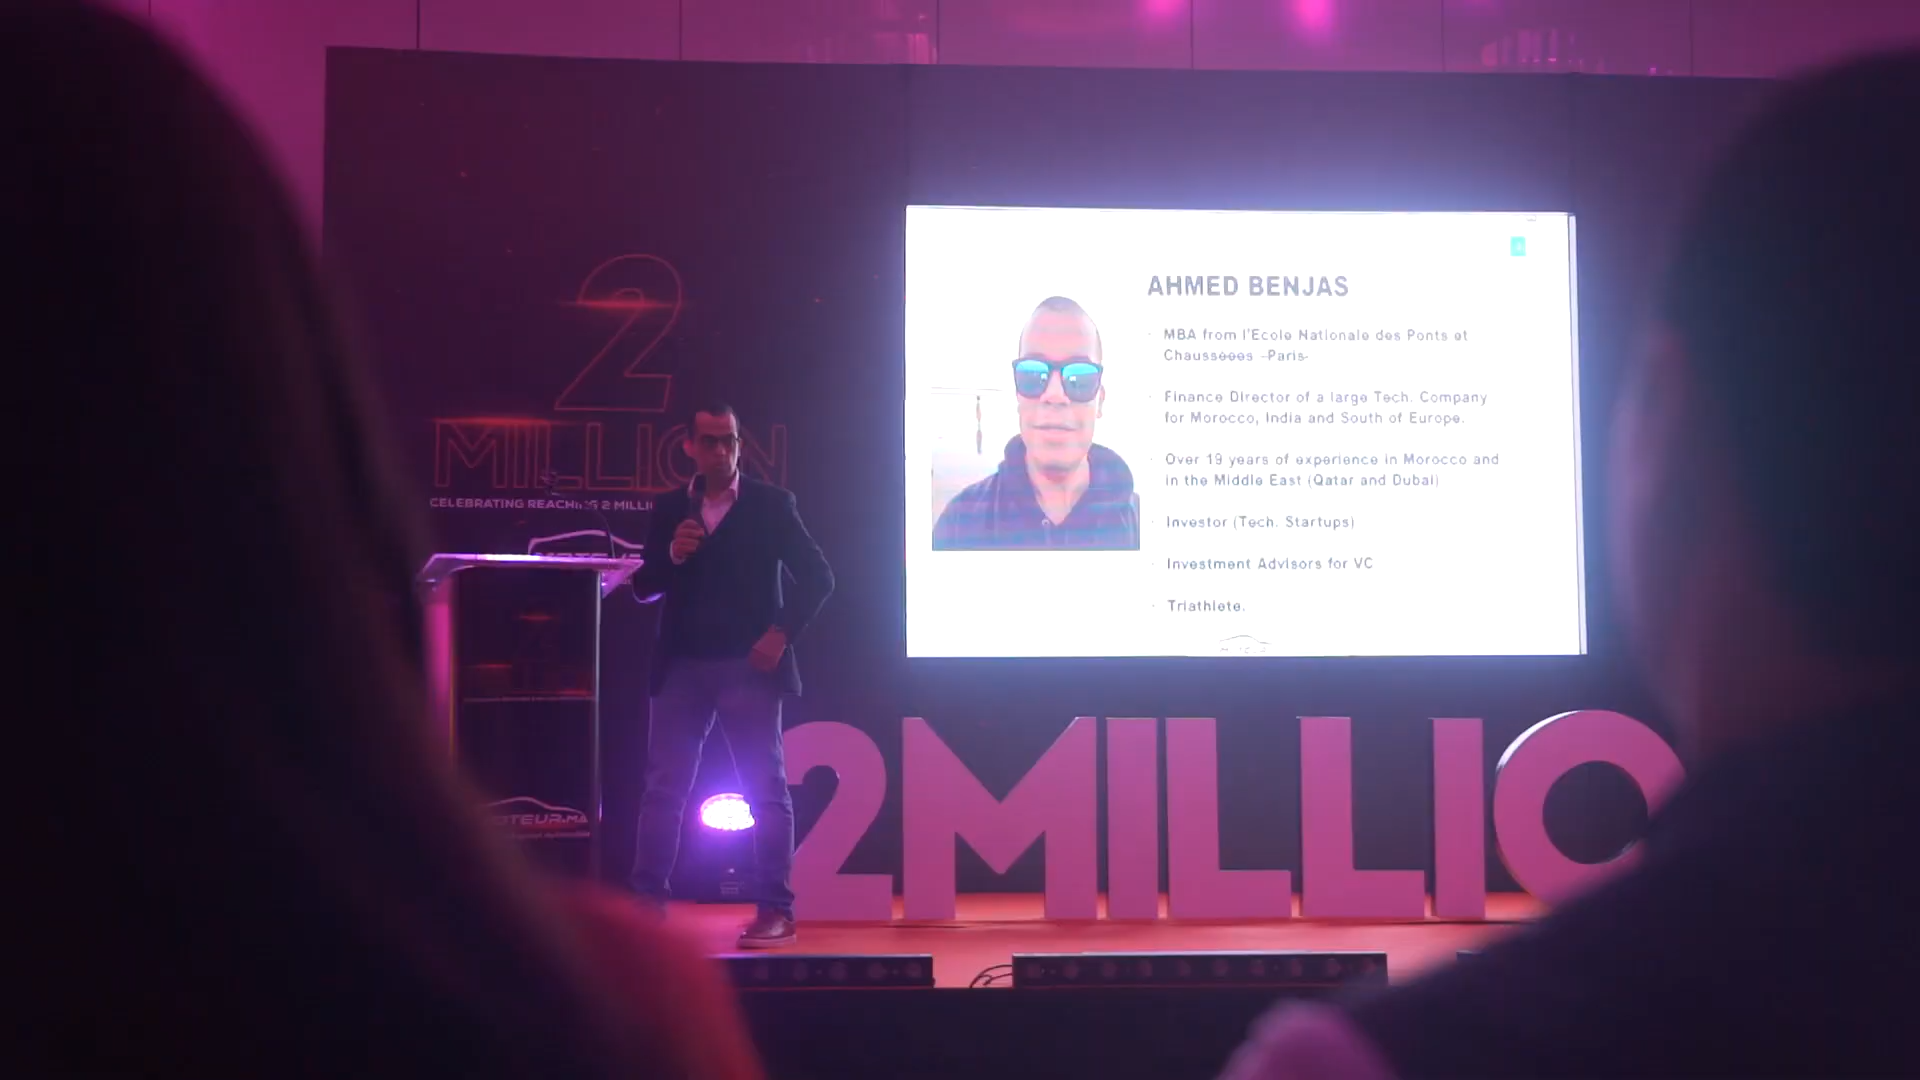 2
MILLION
CELEBRATING REACHING 2 MILLI
AHMED BENJAS
MBA from l'Ecole Nationale des Ponts et
Chausseees -Paris-
Finance Director of a large Tech. Company
for Morocco, India and South of Europe.
Over 19 years of experience in Morocco and
in the Middle East (Qatar and Dubai)
Investor (Tech. Startups)
Investment Advisors for VC
Triathlete.
OTEUR.MA
2MILLIO